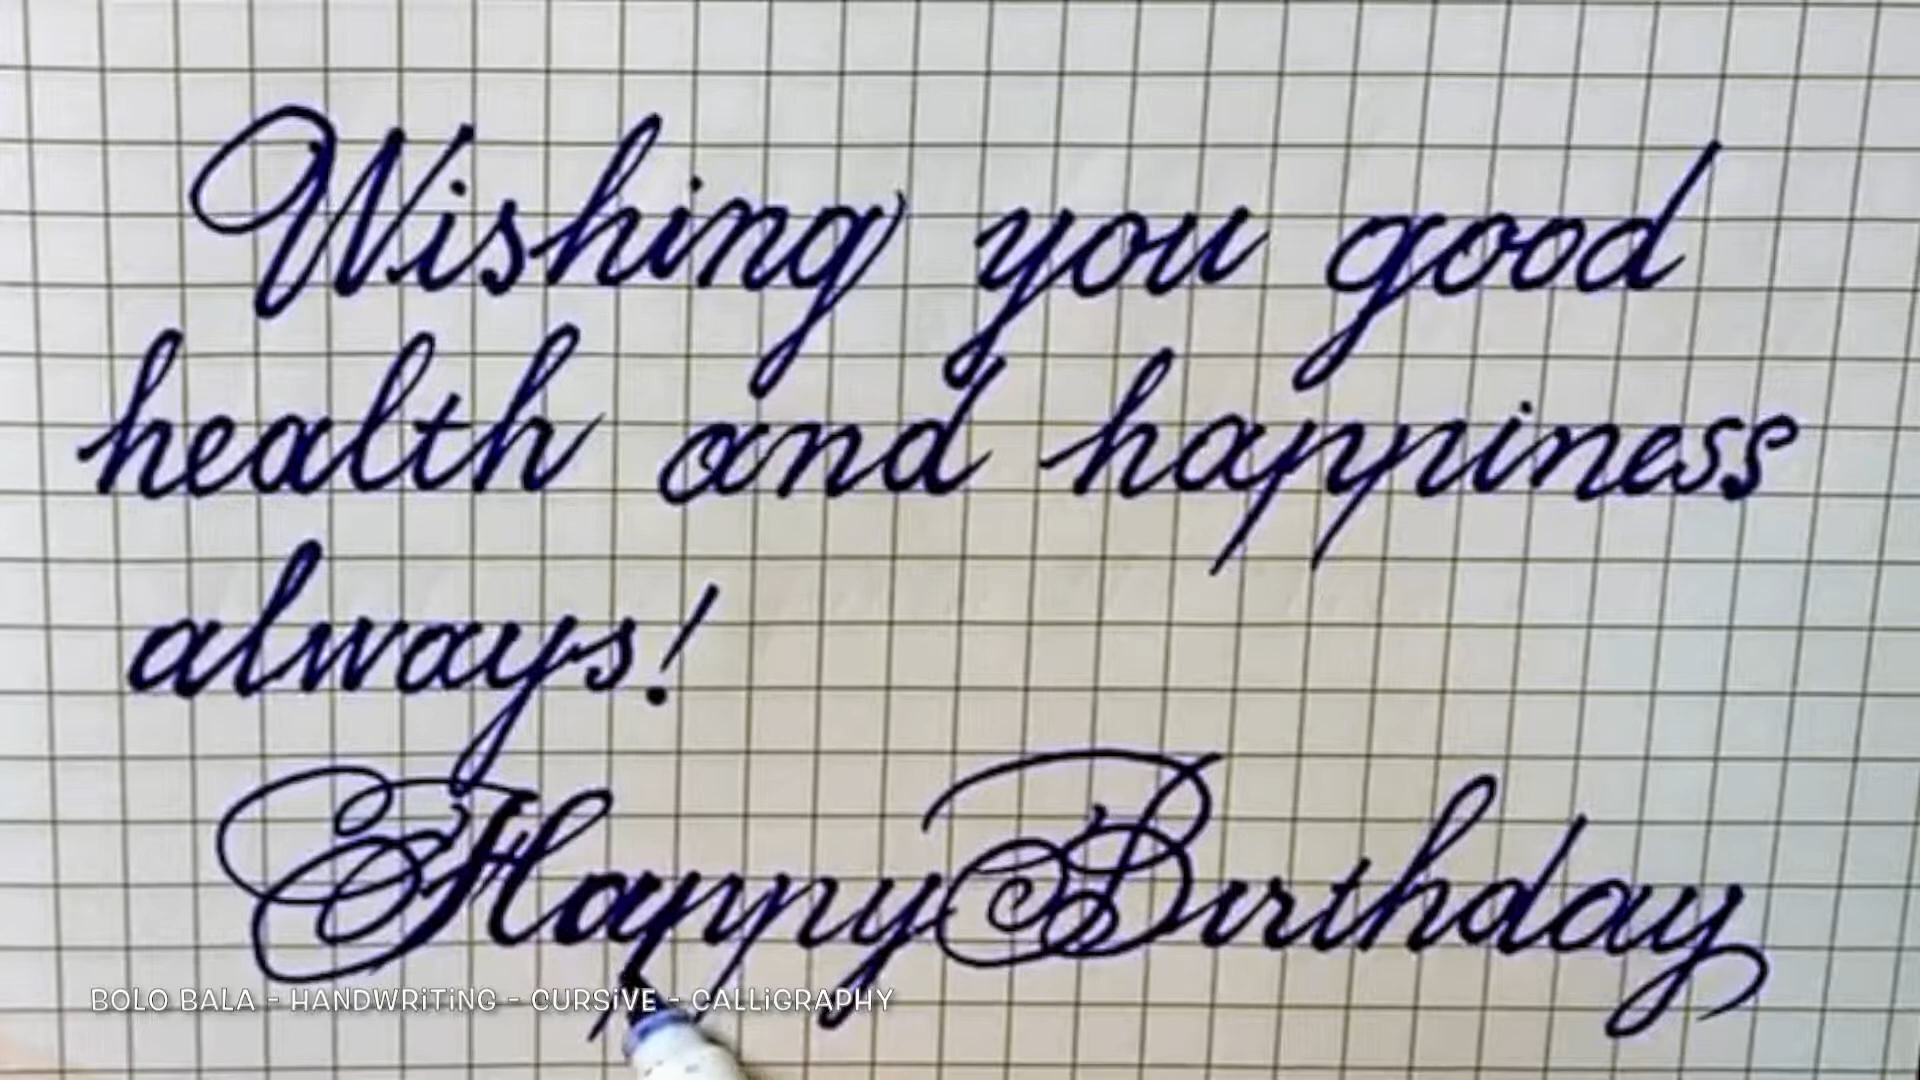 Wishing you good
health and happiness
always!
Happy Birthday
BOLO BALA - HANDWRiTiNG - CURSiVE - CALLiGRAPHY